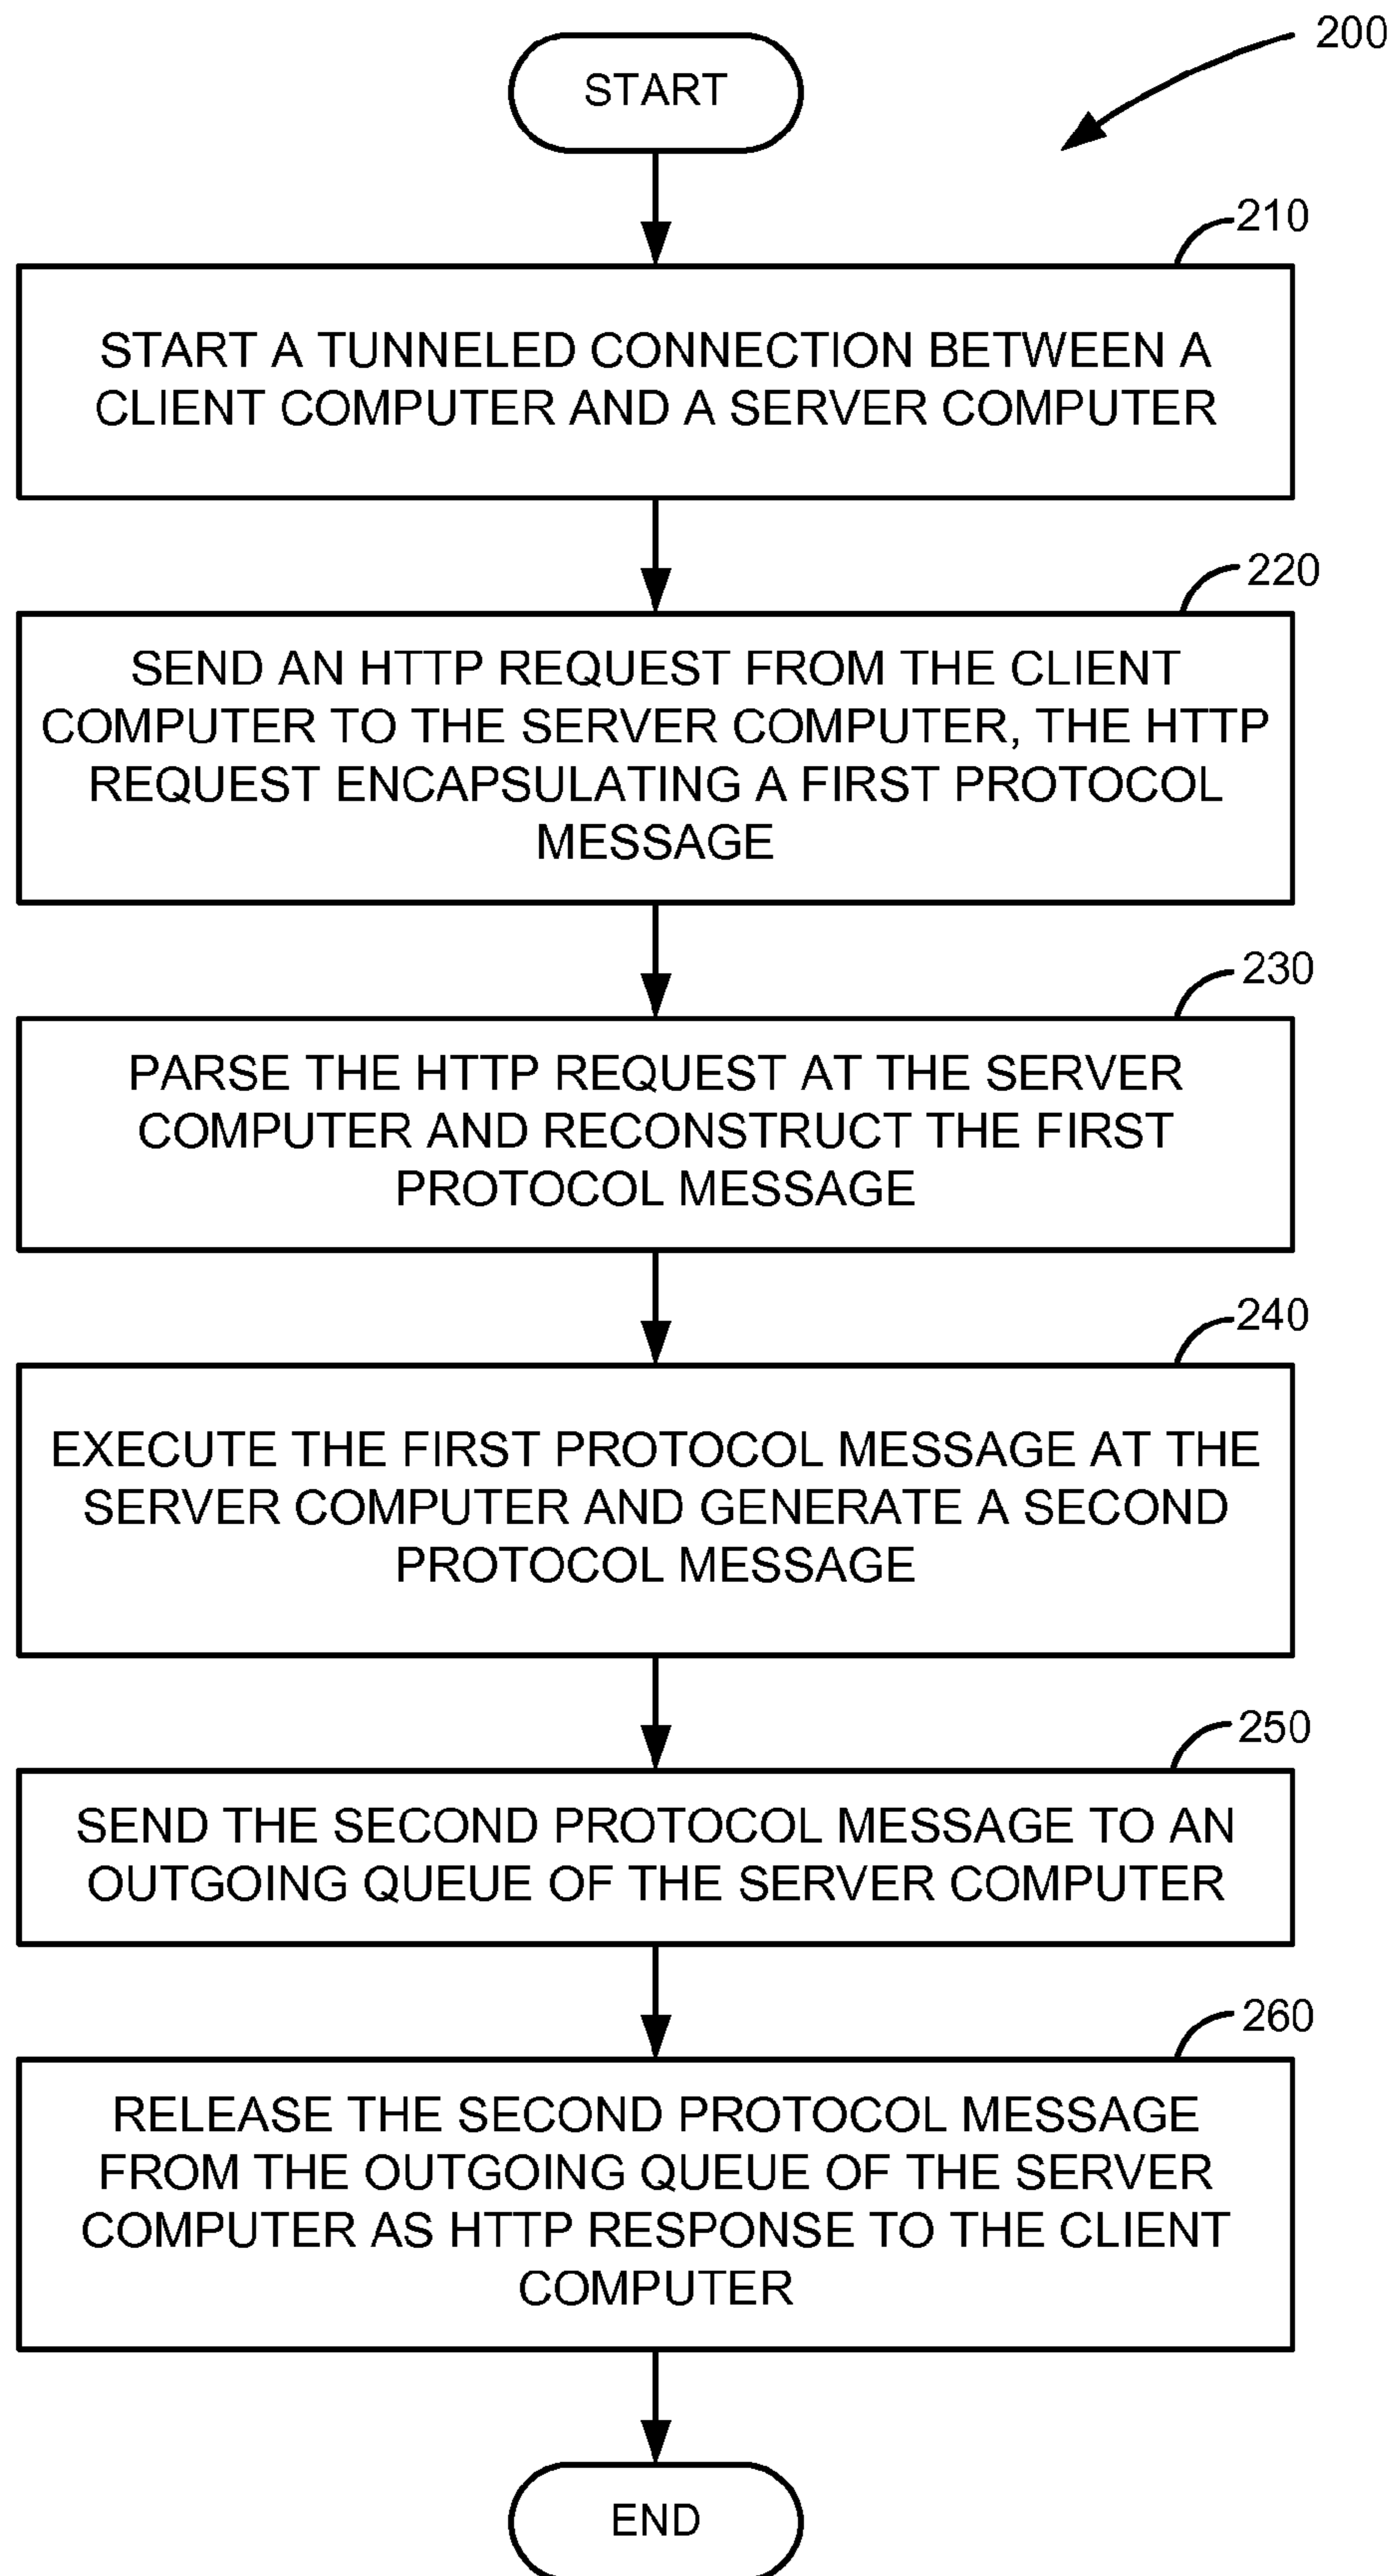 200
START
210
START A TUNNELED CONNECTION BETWEEN A
CLIENT COMPUTER AND A SERVER COMPUTER
220
SEND AN HTTP REQUEST FROM THE CLIENT
COMPUTER TO THE SERVER COMPUTER, THE HTTP
REQUEST ENCAPSULATING A FIRST PROTOCOL
MESSAGE
230
PARSE THE HTTP REQUEST AT THE SERVER
COMPUTER AND RECONSTRUCT THE FIRST
PROTOCOL MESSAGE
240
EXECUTE THE FIRST PROTOCOL MESSAGE AT THE
SERVER COMPUTER AND GENERATE A SECOND
PROTOCOL MESSAGE
250
SEND THE SECOND PROTOCOL MESSAGE TO AN
OUTGOING QUEUE OF THE SERVER COMPUTER
260
RELEASE THE SECOND PROTOCOL MESSAGE
FROM THE OUTGOING QUEUE OF THE SERVER
COMPUTER AS HTTP RESPONSE TO THE CLIENT
COMPUTER
END